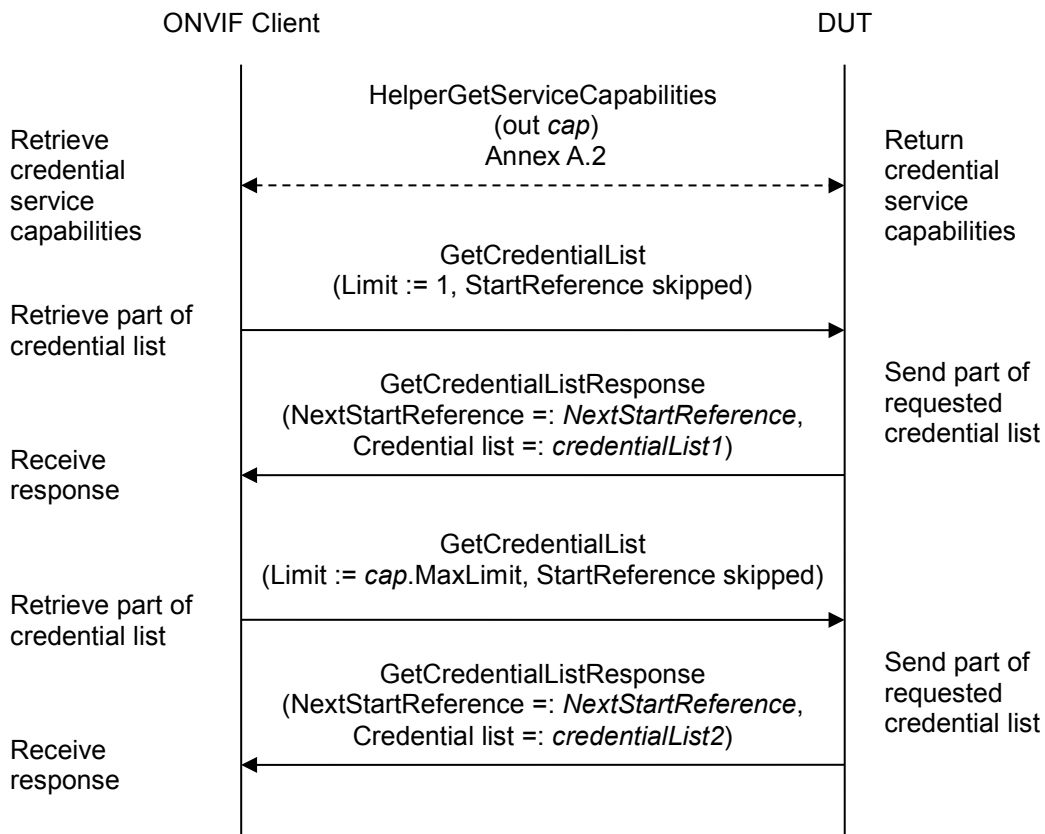 ONVIF Client
DUT
HelperGetServiceCapabilities
(out cap)
Annex A.2
Retrieve
credential
service
capabilities
Return
credential
service
capabilities
GetCredentialList
(Limit := 1, StartReference skipped)
Retrieve part of
credential list
GetCredentialListResponse
(NextStartReference =: NextStartReference,
Credential list =: credentialList1)
Send part of
requested
credential list
Receive
response
GetCredentialList
(Limit := cap.MaxLimit, StartReference skipped)
Retrieve part of
credential list
GetCredentialListResponse
(NextStartReference =: NextStartReference,
Credential list =: credentialList2)
Send part of
requested
credential list
Receive
response